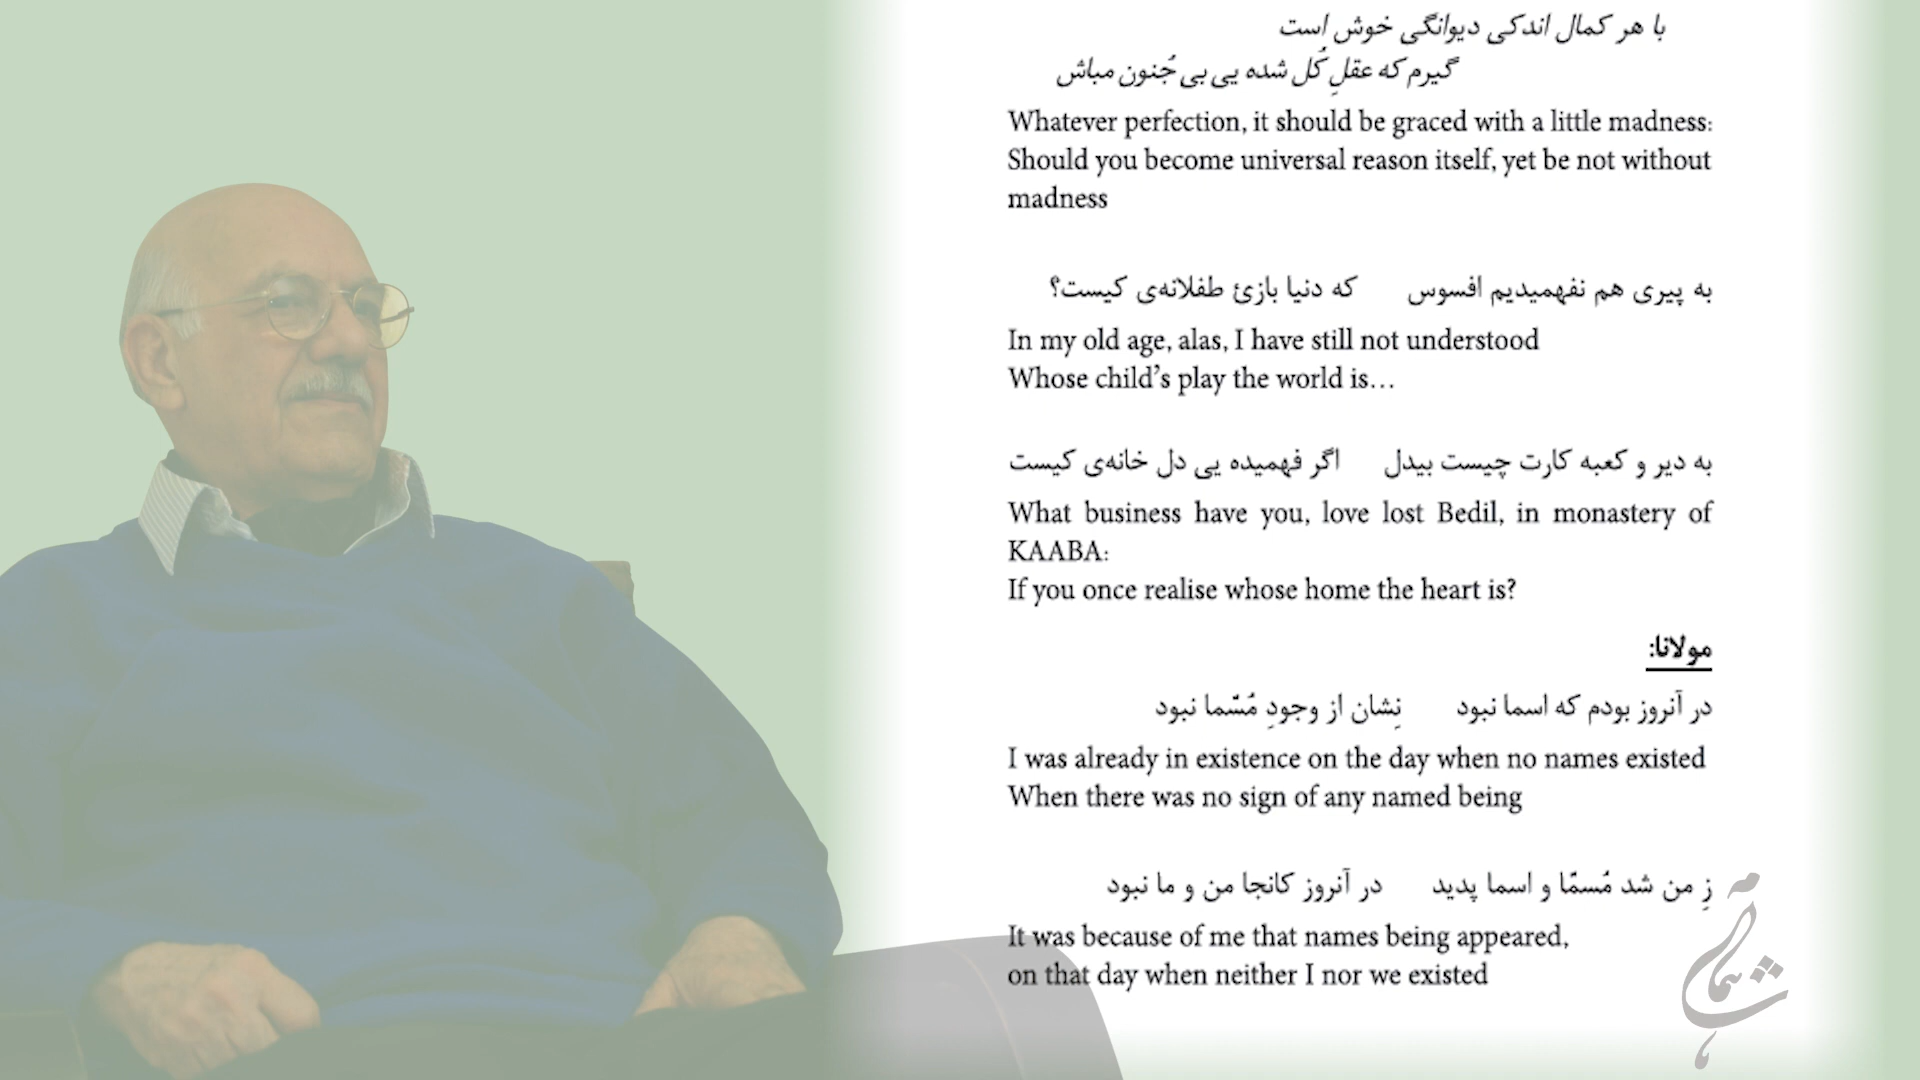 با هر کمال اندکی دیوانگی خوش است
گیرم که عقلِ کُل شده یی بی جُنون مباش
Whatever perfection, it should be graced with a little madness:
Should you become universal reason itself, yet be not without
madness
به پیری هم نفهمیدیم افسوس که دنیا بازئ طفلانه‌ی کیست؟
In my old age, alas, I have still not understood
Whose child’s play the world is…
به دیر و کعبه کارت چیست بیدل اگر فهمیده یی دل خانه‌ی کیست
What business have you, love lost Bedil, in monastery of
KAABA:
If you once realise whose home the heart is?
مولانا:
در آنروز بودم که اسما نبود نِشان از وجودِ مُسّما نبود
I was already in existence on the day when no names existed
When there was no sign of any named being
زِ من شد مُسمّا و اسما پدید در آنروز کانجا من و ما نبود
It was because of me that names being appeared,
on that day when neither I nor we existed